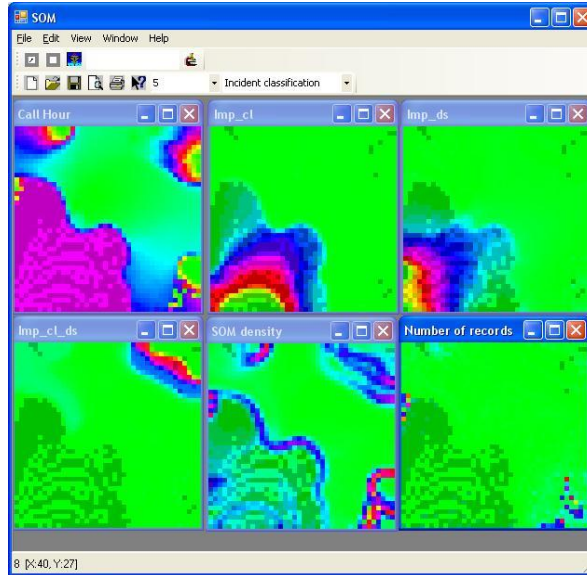 SOM
File Edit View Window Help
5 Incident classification
Call Hour Imp_cl Imp_ds
Imp_cl_ds SOM density Number of records
8 [X:40, Y:27]